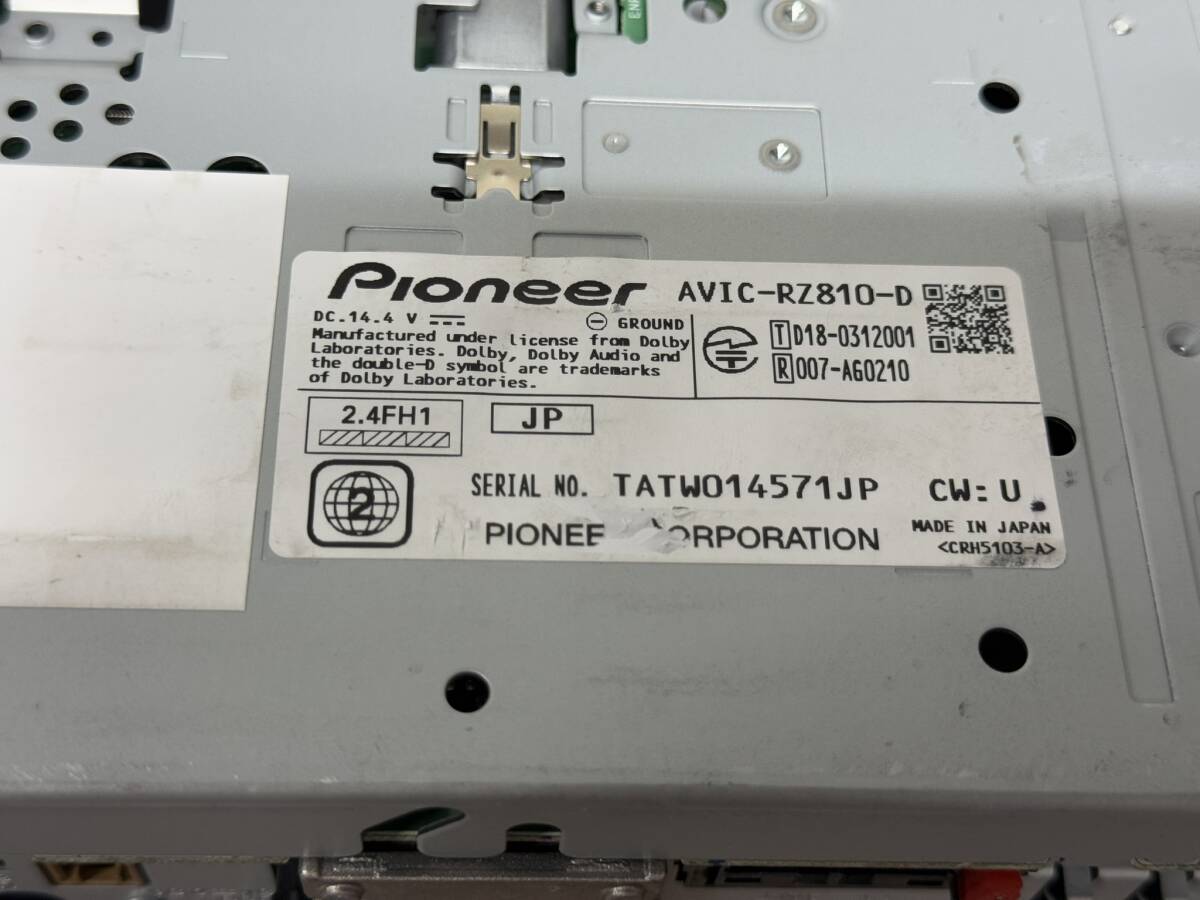 Pioneer AVIC-RZ810-D
DC.14.4 V GROUND
Manufactured under license from Dolby
Laboratories. Dolby, Dolby Audio and
the double-D symbol are trademarks
of Dolby Laboratories.
T D18-0312001
R 007-A60210
2.4FH1
JP
2
SERIAL NO. TATW014571JP CW: U
PIONEE ORPORATION
MADE IN JAPAN
<CRH5103-A>